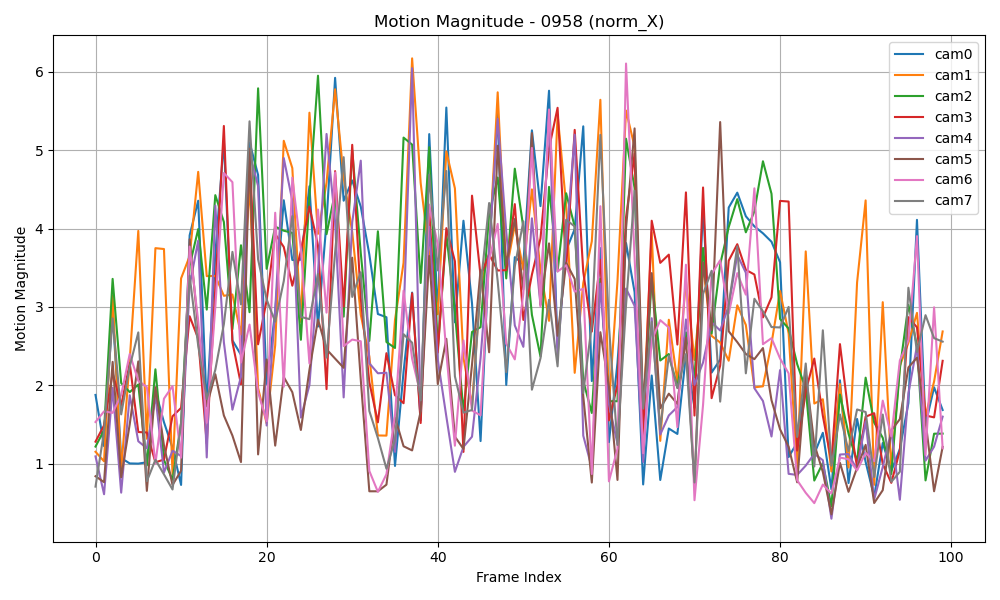 Motion Magnitude - 0958 (norm_X)
Motion Magnitude
6
5
4
3
2
1
0
20
40
60
80
100
Frame Index
cam0
cam1
cam2
cam3
cam4
cam5
cam6
cam7